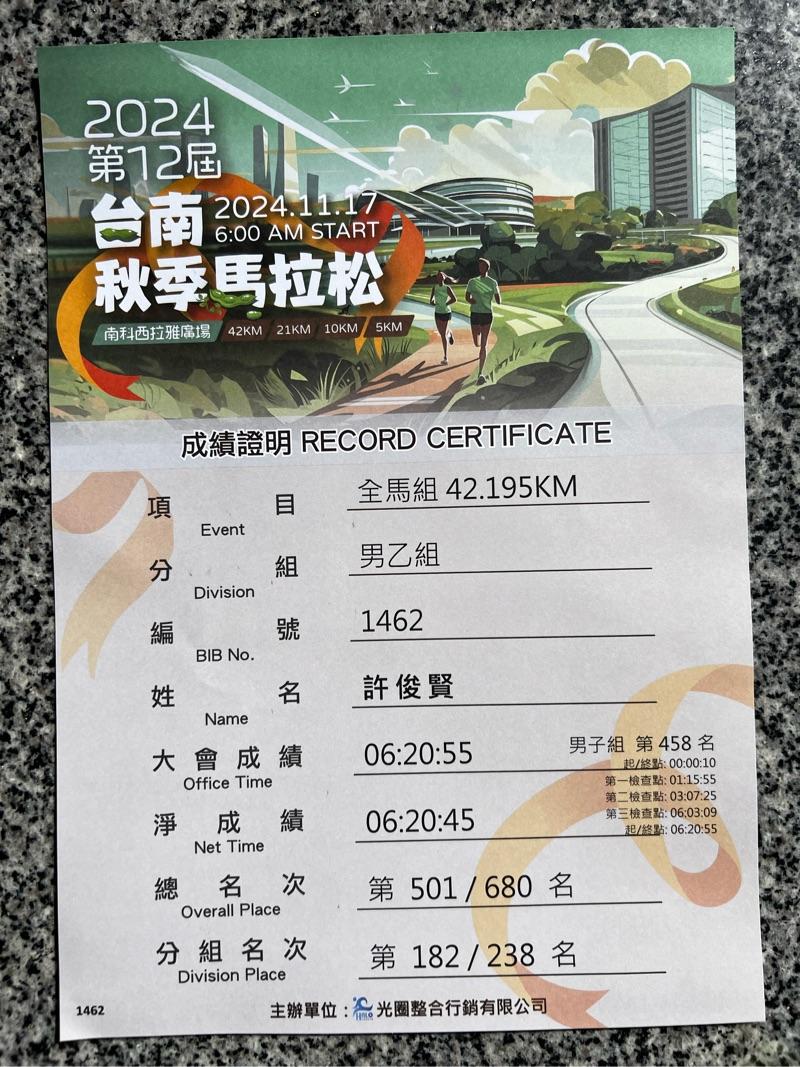 2024
第12屆
台南 2024.11.17
6:00 AM START
秋季馬拉松
南科西拉雅廣場 42KM 21KM 10KM 5KM
成績證明 RECORD CERTIFICATE
項目 全馬組 42.195KM
Event
分組 男乙組
Division
編號 1462
BIB No.
姓名 許俊賢
Name
大會成績 06:20:55 男子組 第 458 名
Office Time
起/終點: 00:00:10
第一檢查點: 01:15:55
第二檢查點: 03:07:25
第三檢查點: 06:03:09
起/終點: 06:20:55
淨成績 06:20:45
Net Time
總名次 第 501 / 680 名
Overall Place
分組名次 第 182 / 238 名
Division Place
1462 主辦單位: HALO 光圈整合行銷有限公司